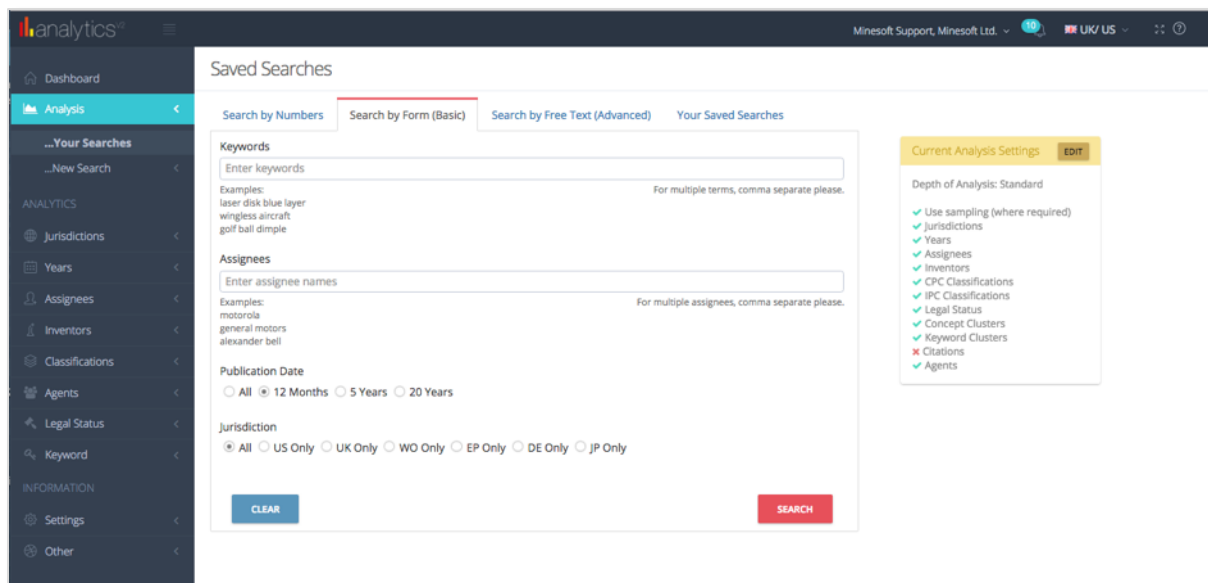 analytics v2
Minesoft Support, Minesoft Ltd.
10
UK/ US
Dashboard
Analysis
...Your Searches
...New Search
ANALYTICS
Jurisdictions
Years
Assignees
Inventors
Classifications
Agents
Legal Status
Keyword
INFORMATION
Settings
Other
Saved Searches
Search by Numbers
Search by Form (Basic)
Search by Free Text (Advanced)
Your Saved Searches
Keywords
Enter keywords
Examples:
For multiple terms, comma separate please.
laser disk blue layer
wingless aircraft
golf ball dimple
Assignees
Enter assignee names
Examples:
For multiple assignees, comma separate please.
motorola
general motors
alexander bell
Publication Date
All 12 Months 5 Years 20 Years
Jurisdiction
All US Only UK Only WO Only EP Only DE Only JP Only
CLEAR
SEARCH
Current Analysis Settings
EDIT
Depth of Analysis: Standard
Use sampling (where required)
Jurisdictions
Years
Assignees
Inventors
CPC Classifications
IPC Classifications
Legal Status
Concept Clusters
Keyword Clusters
Citations
Agents